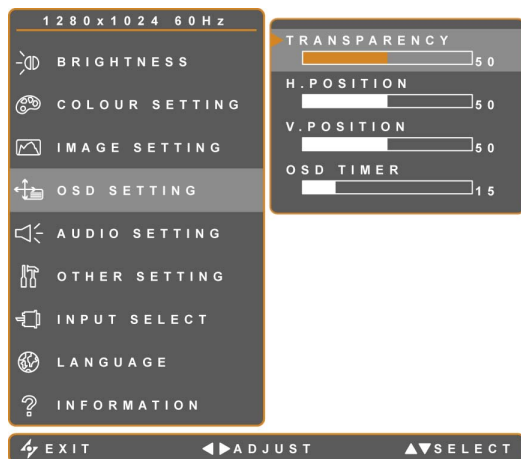 1280x1024 60Hz
BRIGHTNESS
COLOUR SETTING
IMAGE SETTING
OSD SETTING
AUDIO SETTING
OTHER SETTING
INPUT SELECT
LANGUAGE
INFORMATION
TRANSPARENCY
50
H.POSITION
50
V.POSITION
50
OSD TIMER
15
EXIT ADJUST SELECT